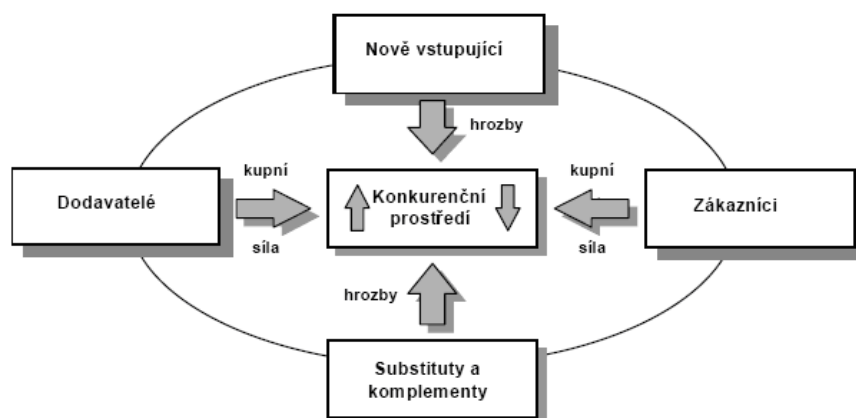 Nově vstupující
hrozby
Dodavatelé
kupní
síla
Konkurenční
prostředí
kupní
síla
Zákazníci
hrozby
Substituty a
komplementy